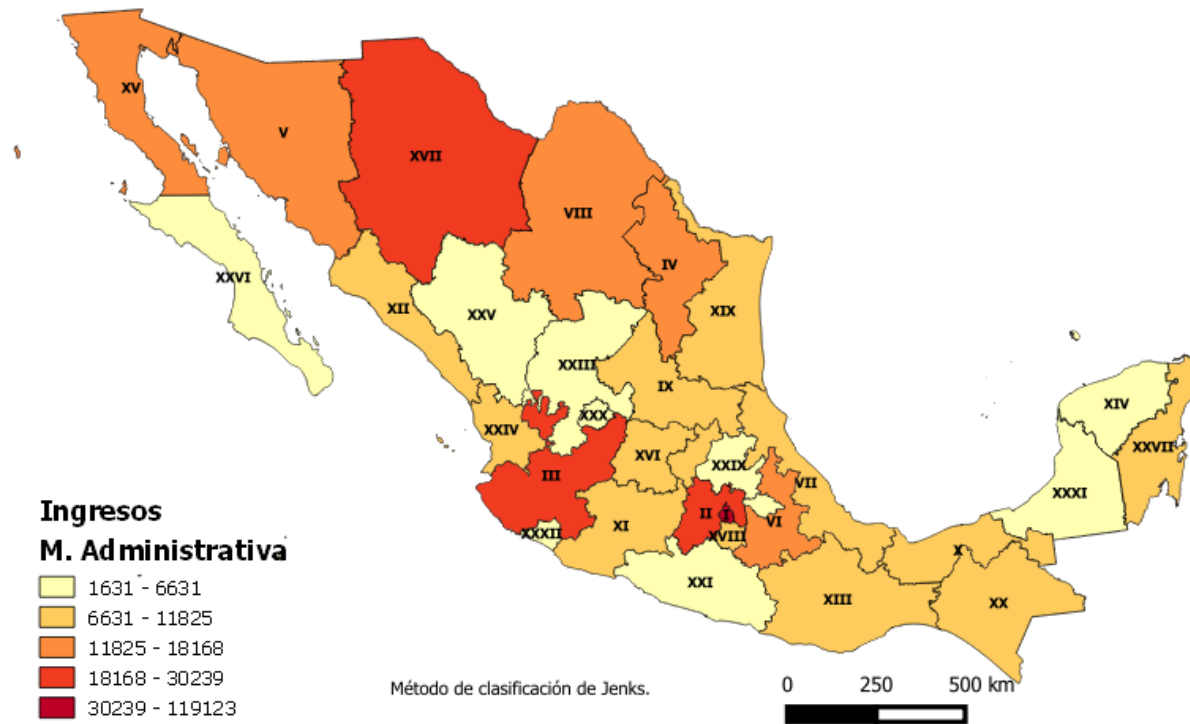 XV
V
XVII
VIII
IV
XXVI
XII
XXV
XIX
XXIII
IX
XXX
XXIV
XVI
XXIX
XIV
XXVII
III
VII
XXXI
II
I
VI
XXXII
XI
XVIII
X
XXI
XIII
XX
Ingresos
M. Administrativa
1631 - 6631
6631 - 11825
11825 - 18168
18168 - 30239
30239 - 119123
Método de clasificación de Jenks.
0 250 500 km